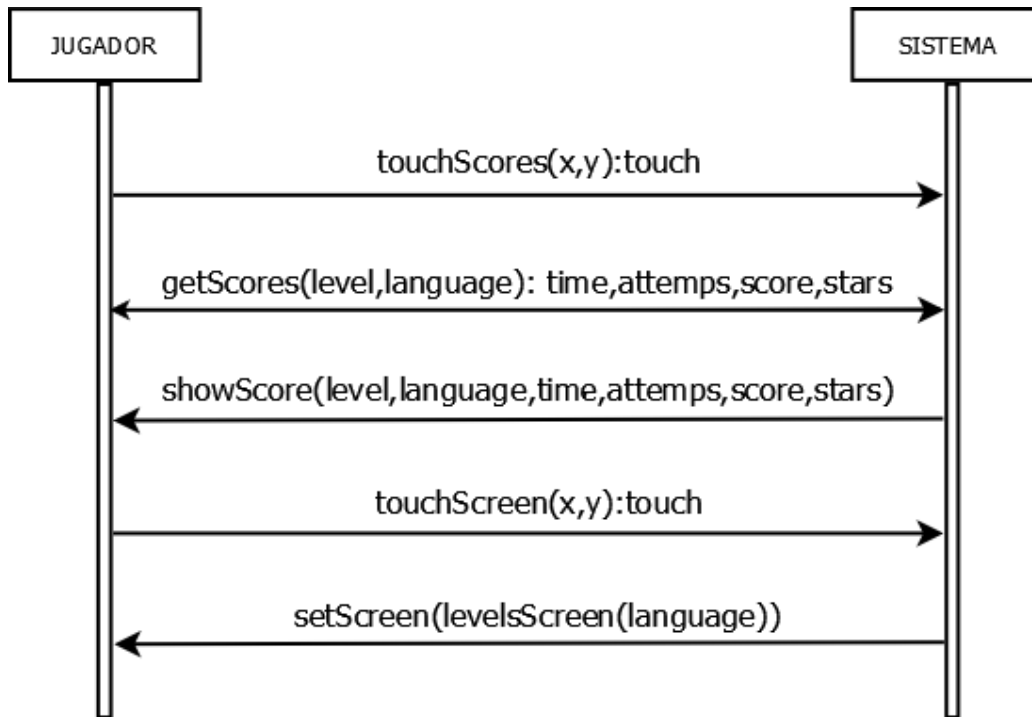 JUGADOR
SISTEMA
touchScores(x,y):touch
getScores(level,language): time,attemps,score,stars
showScore(level,language,time,attemps,score,stars)
touchScreen(x,y):touch
setScreen(levelsScreen(language))